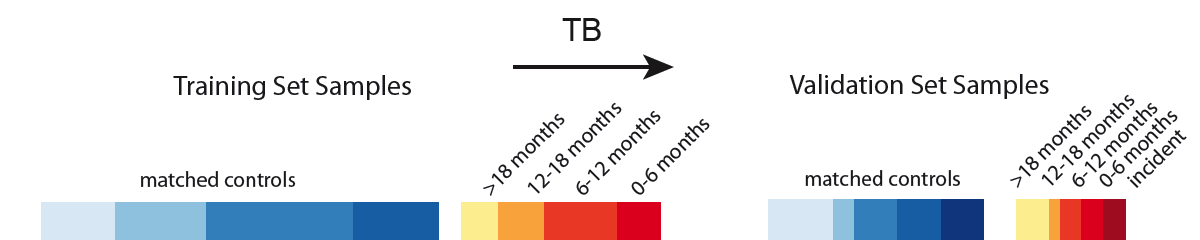 TB
Training Set Samples
matched controls
>18 months
12-18 months
6-12 months
0-6 months
Validation Set Samples
matched controls
>18 months
12-18 months
6-12 months
0-6 months
incident